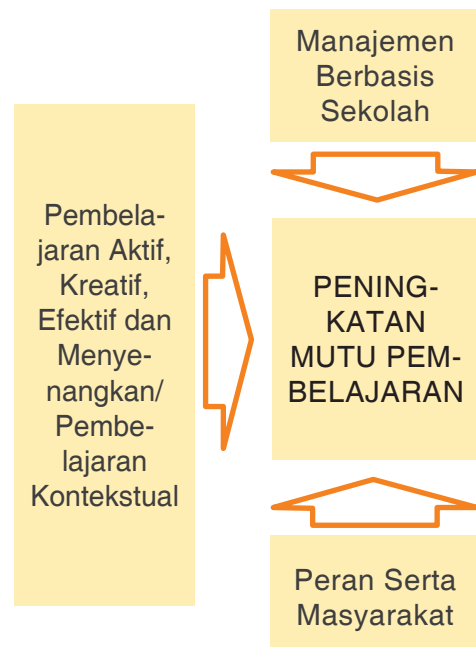 Manajemen
Berbasis
Sekolah
Pembela-
jaran Aktif,
Kreatif,
Efektif dan
Menye-
nangkan/
Pembe-
lajaran
Kontekstual
PENING-
KATAN
MUTU PEM-
BELAJARAN
Peran Serta
Masyarakat